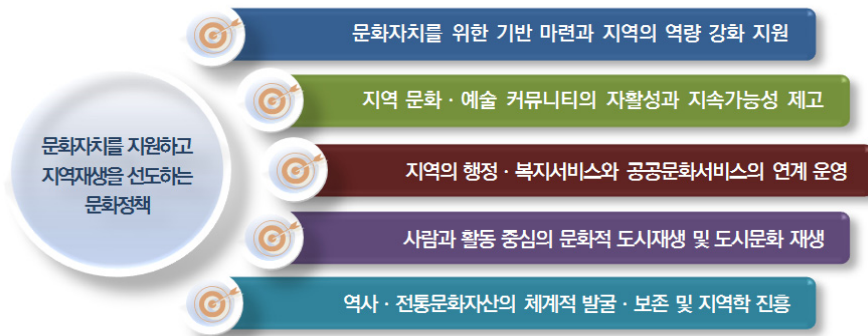 문화자치를 지원하고
지역재생을 선도하는
문화정책
문화자치를 위한 기반 마련과 지역의 역량 강화 지원
지역 문화 · 예술 커뮤니티의 자활성과 지속가능성 제고
지역의 행정 · 복지서비스와 공공문화서비스의 연계 운영
사람과 활동 중심의 문화적 도시재생 및 도시문화 재생
역사 · 전통문화자산의 체계적 발굴 · 보존 및 지역학 진흥